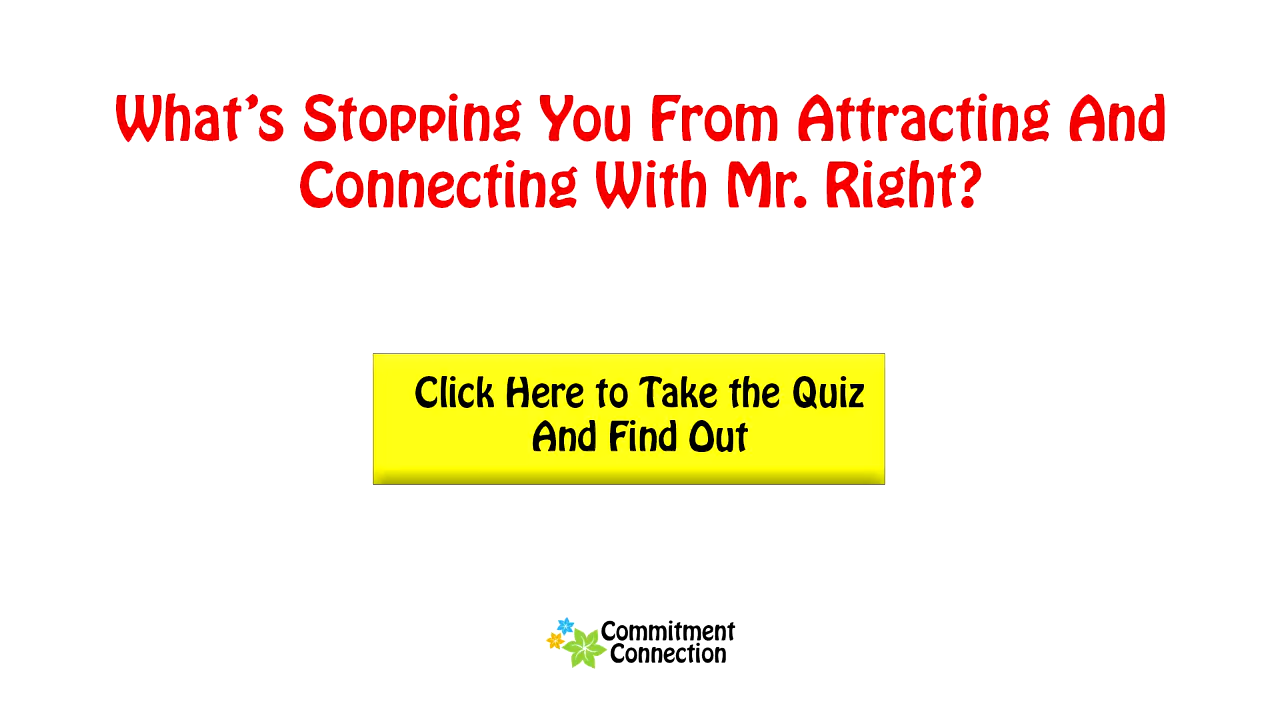 What's Stopping You From Attracting And
Connecting With Mr. Right?
Click Here to Take the Quiz
And Find Out
Commitment
Connection